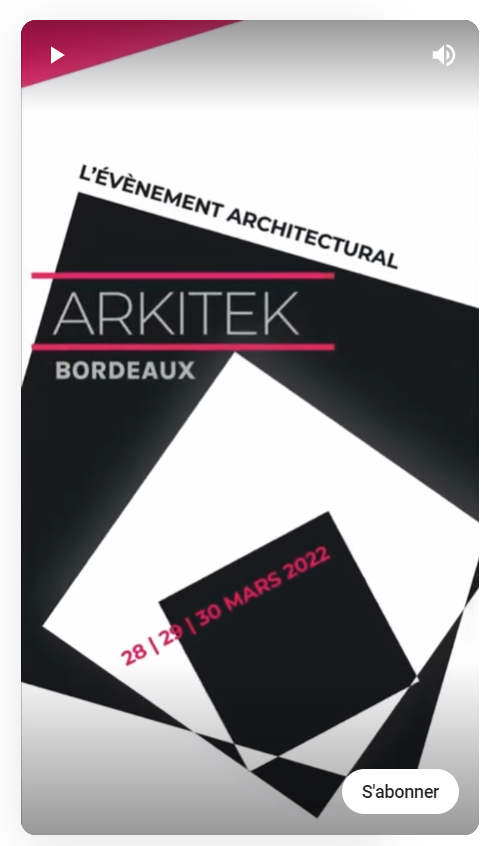 L'ÉVÈNEMENT ARCHITECTURAL
ARKITEK
BORDEAUX
28 | 29 | 30 MARS 2022
S'abonner